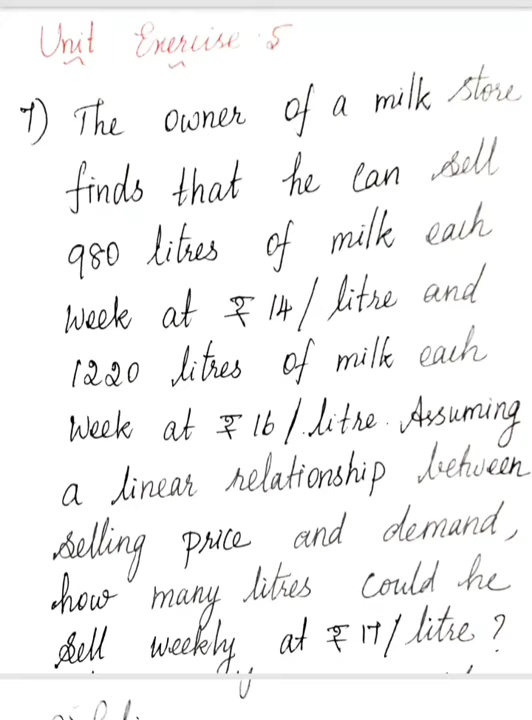 Unit Exercise 5
7) The owner of a milk store
finds that he can sell
980 litres of milk each
week at ₹ 14/ litre and
1220 litres of milk each
week at ₹ 16/ litre. Assuming
a linear relationship between
selling price and demand,
how many litres could he
sell weekly at ₹ 17/ litre?